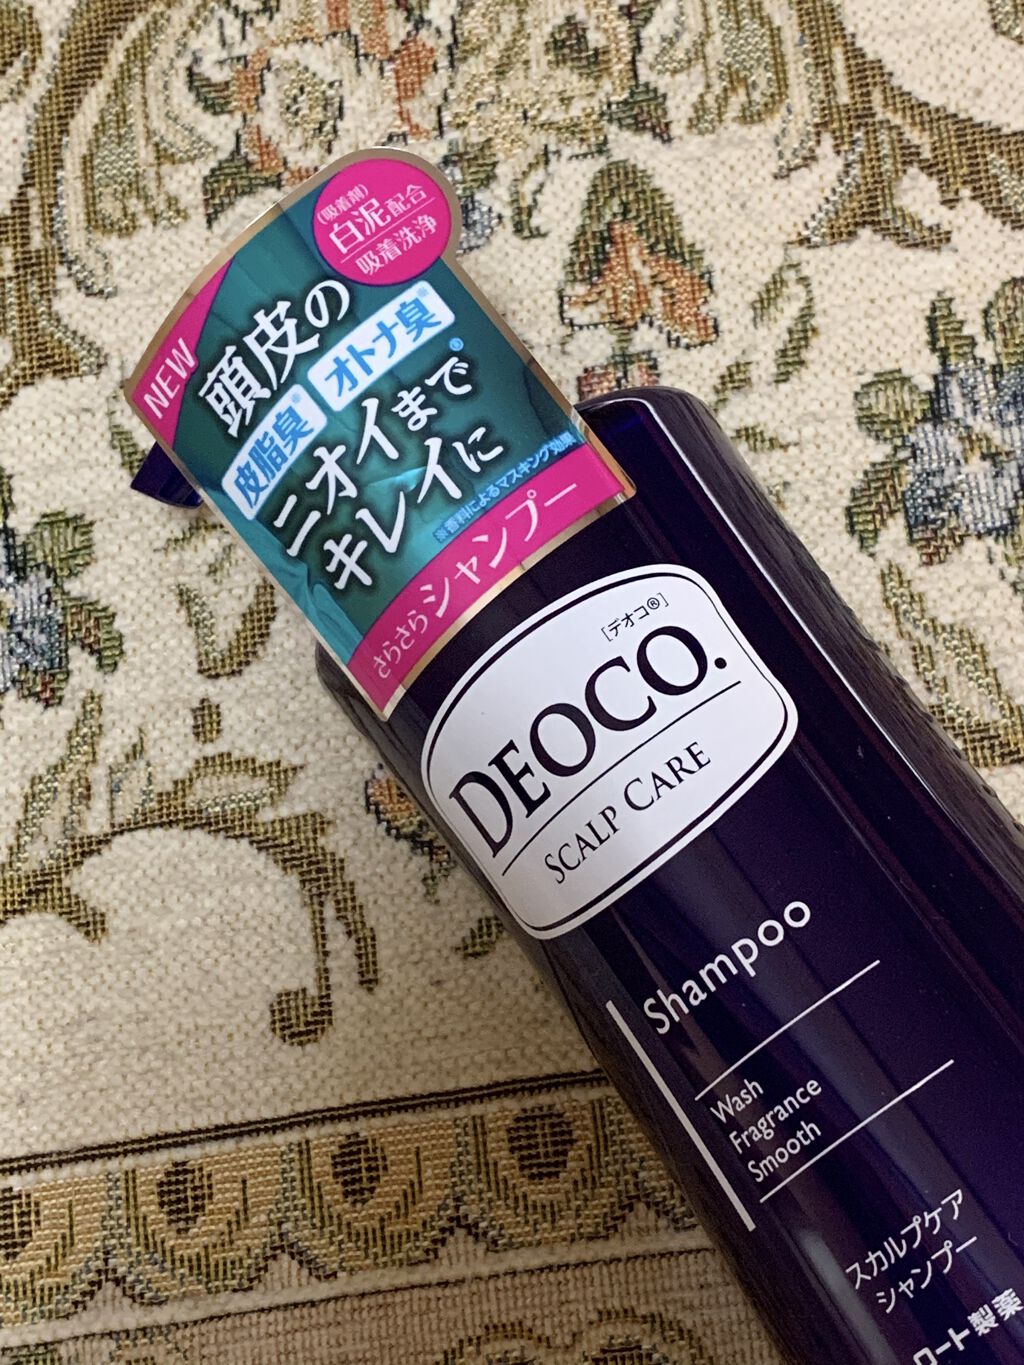 (吸着剤)
白泥配合
吸着洗浄
NEW
頭皮の
皮脂臭※ オトナ臭※
ニオイまで※
キレイに
※香料によるマスキング効果
さらさらシャンプー
[デオコ®]
DEOCO.
SCALP CARE
Shampoo
Wash
Fragrance
Smooth
スカルプケア
シャンプー
ロート製薬